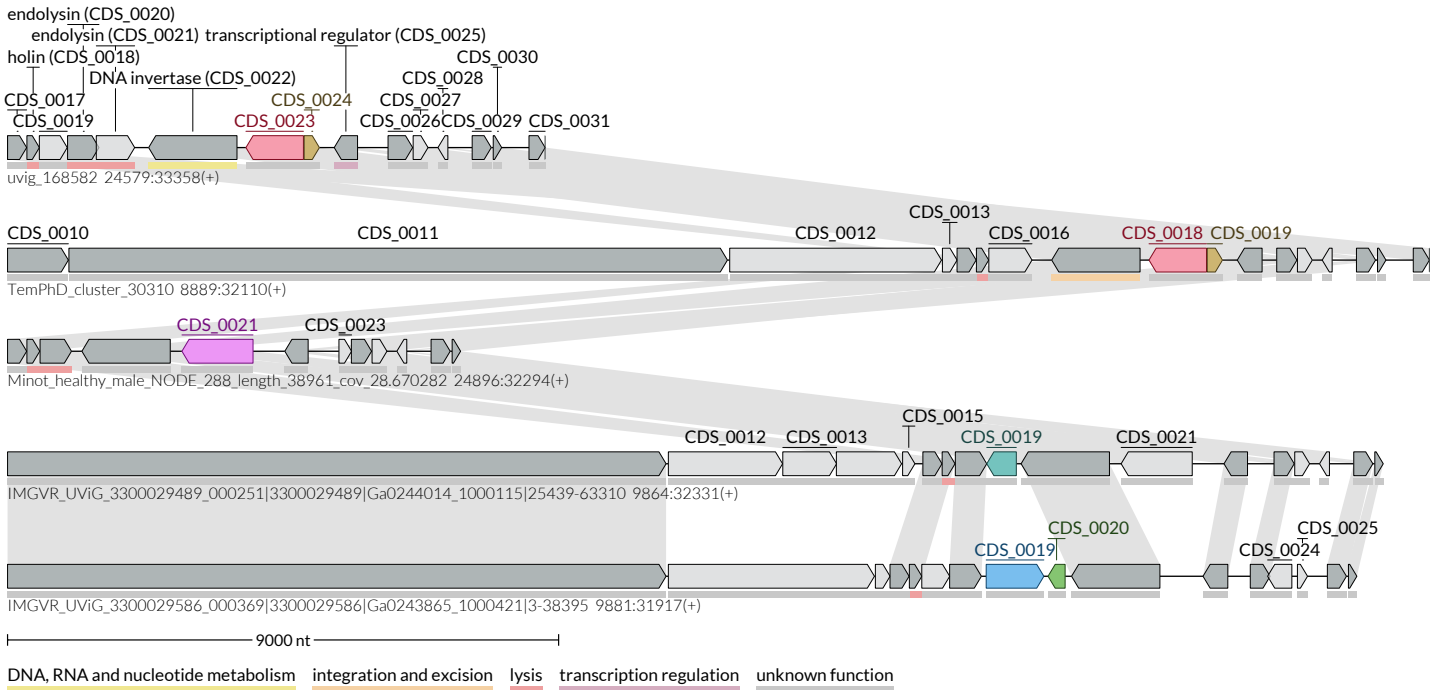 endolysin (CDS_0020)
endolysin (CDS_0021) transcriptional regulator (CDS_0025)
holin (CDS_0018) CDS_0030
DNA invertase (CDS_0022) CDS_0028
CDS_0017 CDS_0024 CDS_0027
CDS_0019 CDS_0023 CDS_0026 CDS_0029 CDS_0031
uvig_168582 24579:33358(+)
CDS_0013
CDS_0010 CDS_0011 CDS_0012 CDS_0016 CDS_0018 CDS_0019
TemPhD_cluster_30310 8889:32110(+)
CDS_0021 CDS_0023
Minot_healthy_male_NODE_288_length_38961_cov_28.670282 24896:32294(+)
CDS_0015
CDS_0012 CDS_0013 CDS_0019 CDS_0021
IMGVR_UViG_3300029489_000251|3300029489|Ga0244014_1000115|25439-63310 9864:32331(+)
CDS_0020 CDS_0025
CDS_0019 CDS_0024
IMGVR_UViG_3300029586_000369|3300029586|Ga0243865_1000421|3-38395 9881:31917(+)
9000 nt
DNA, RNA and nucleotide metabolism integration and excision lysis transcription regulation unknown function